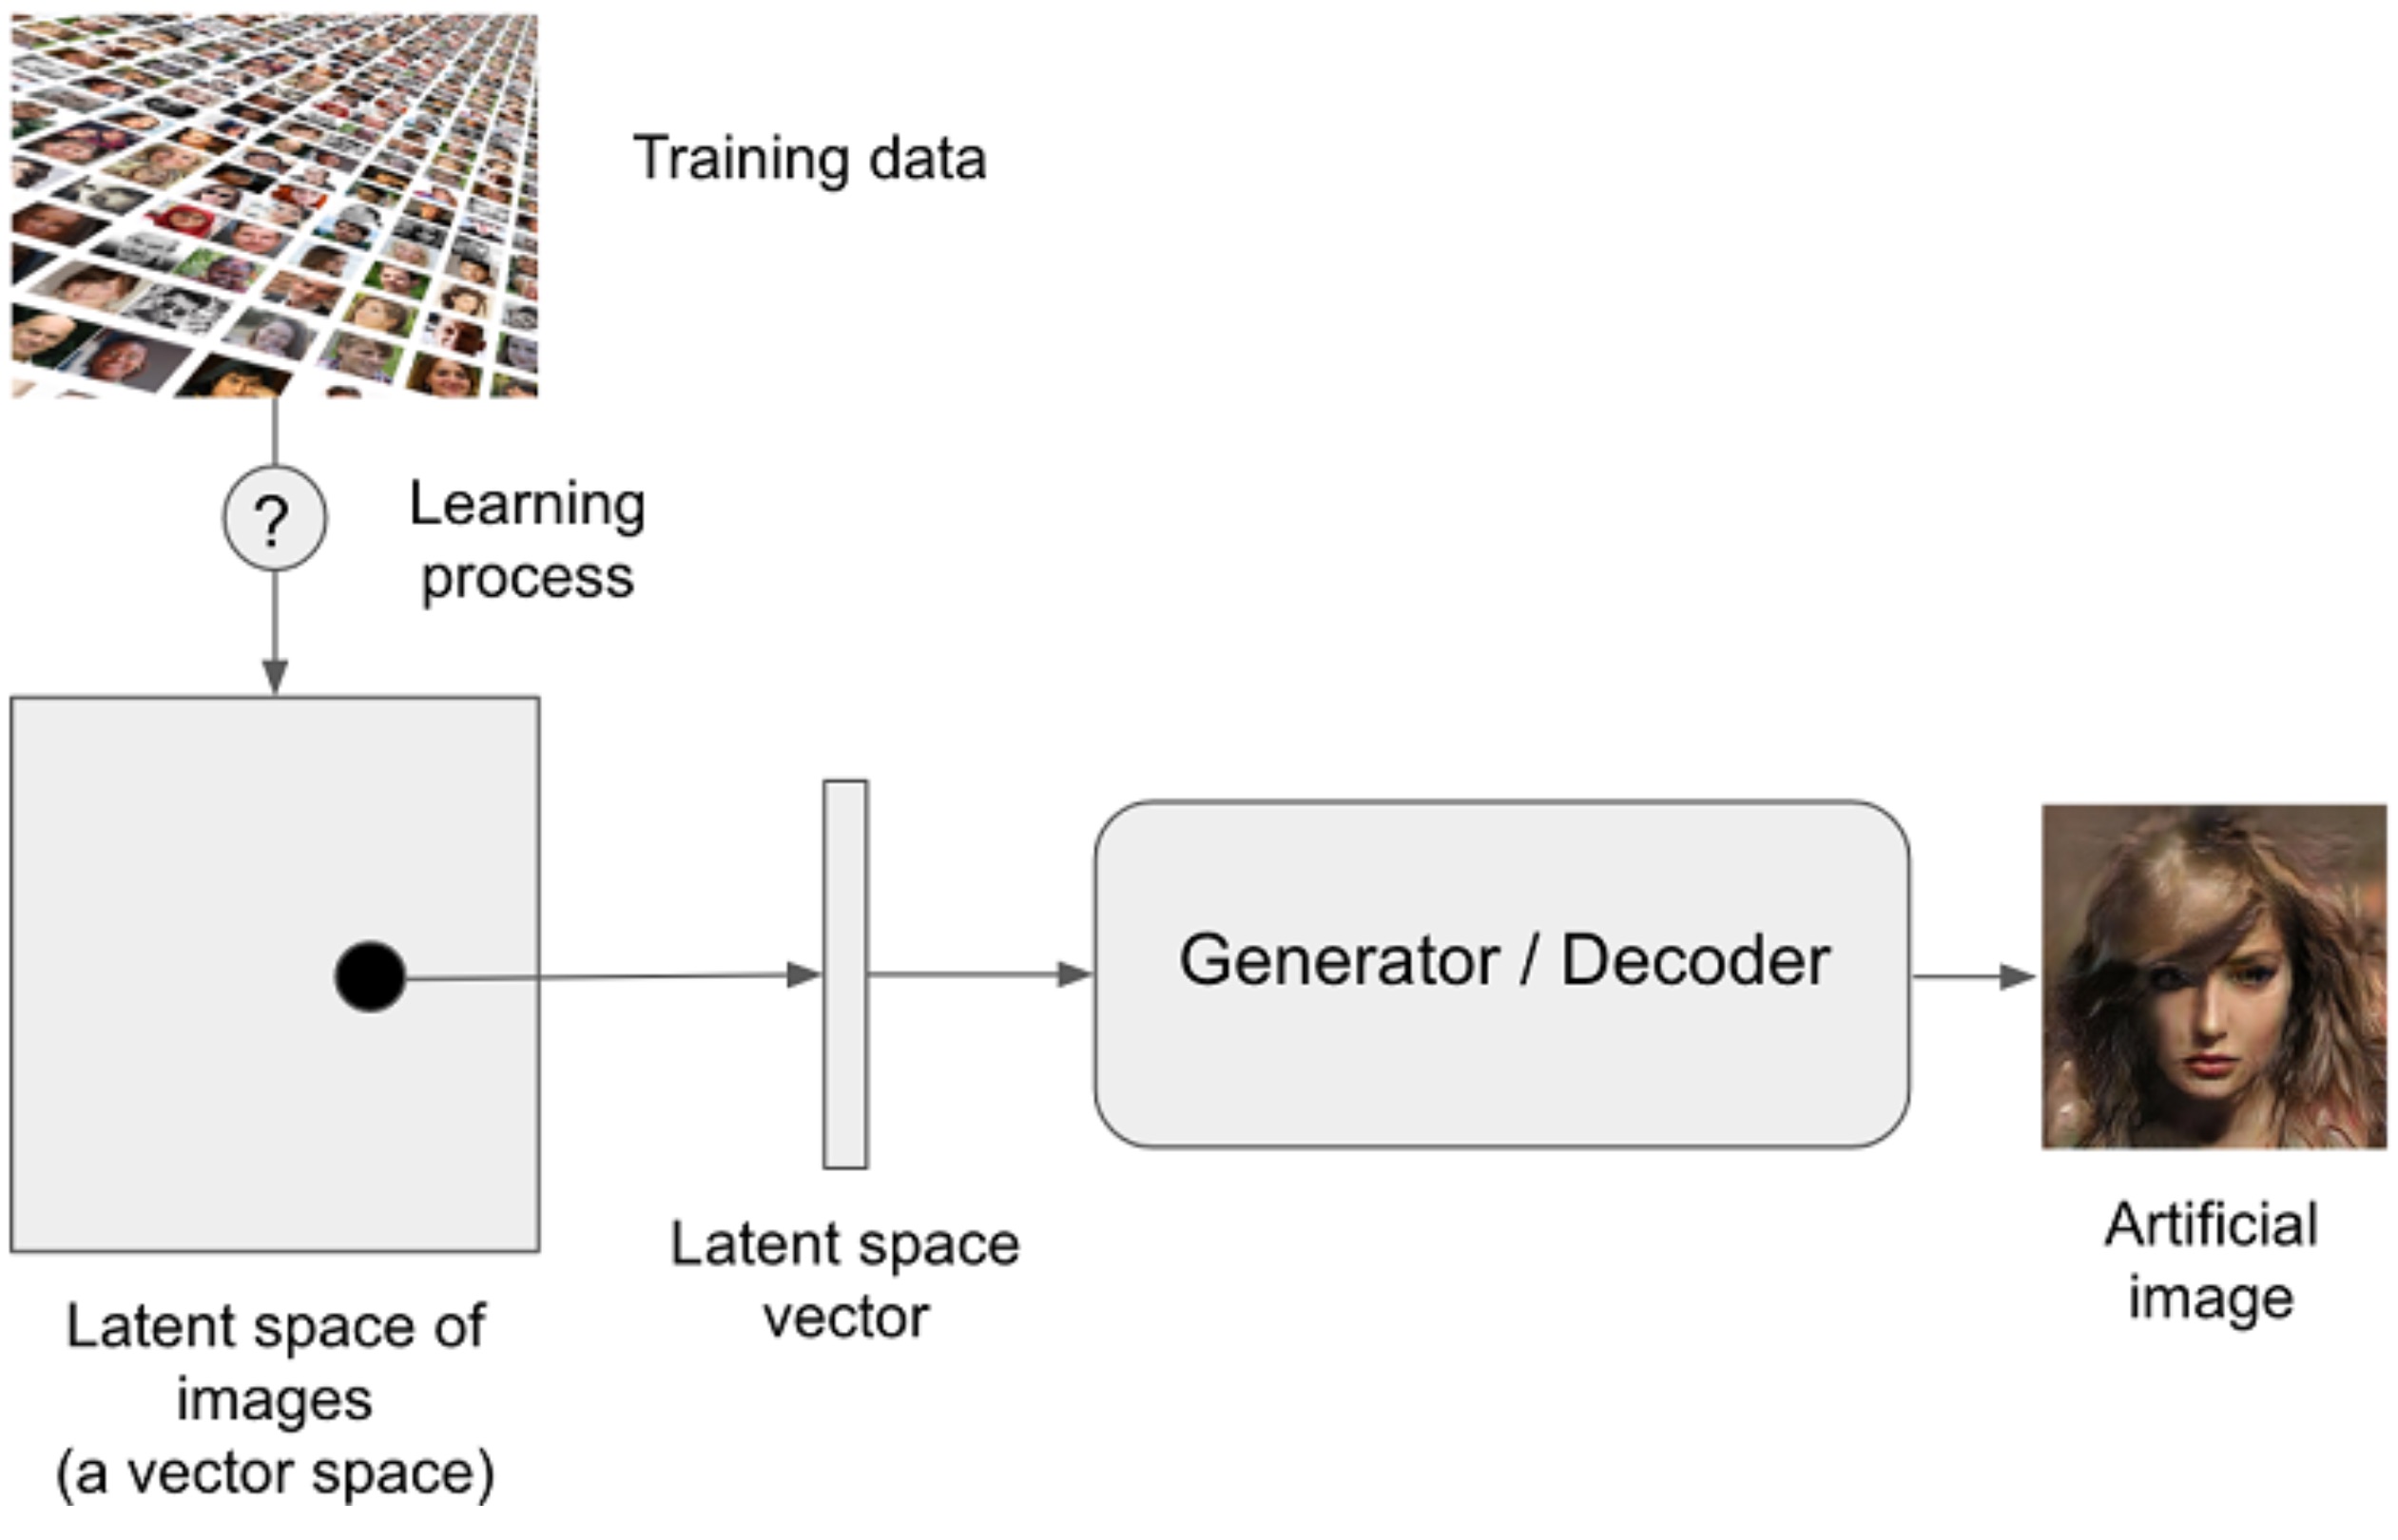 Training data
?
Learning
process
Generator / Decoder
Latent space
vector
Artificial
image
Latent space of
images
(a vector space)